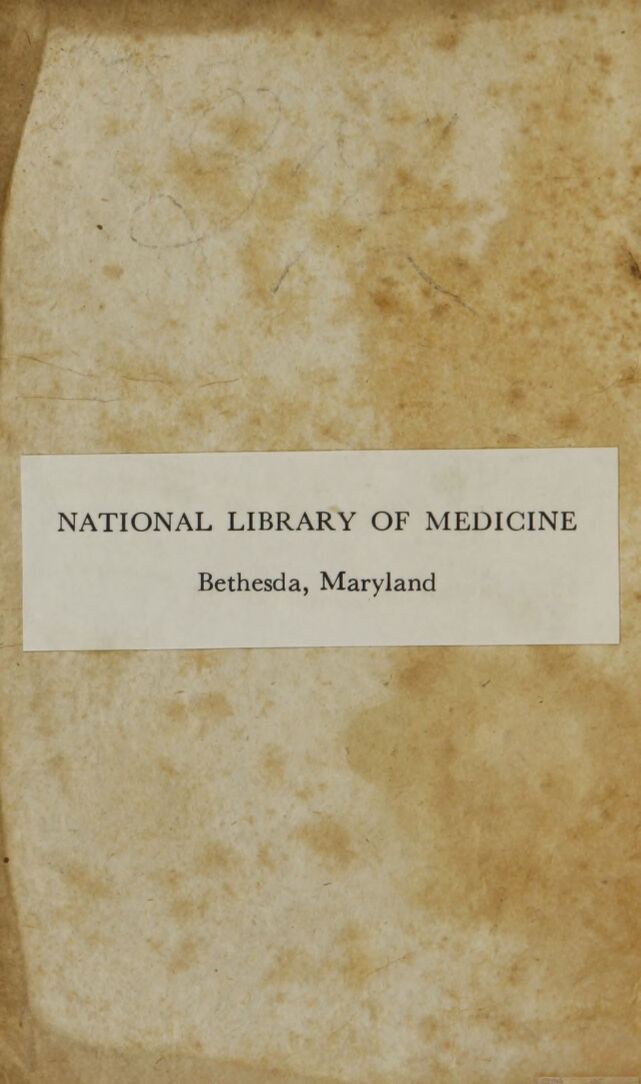 NATIONAL LIBRARY OF MEDICINE
Bethesda, Maryland